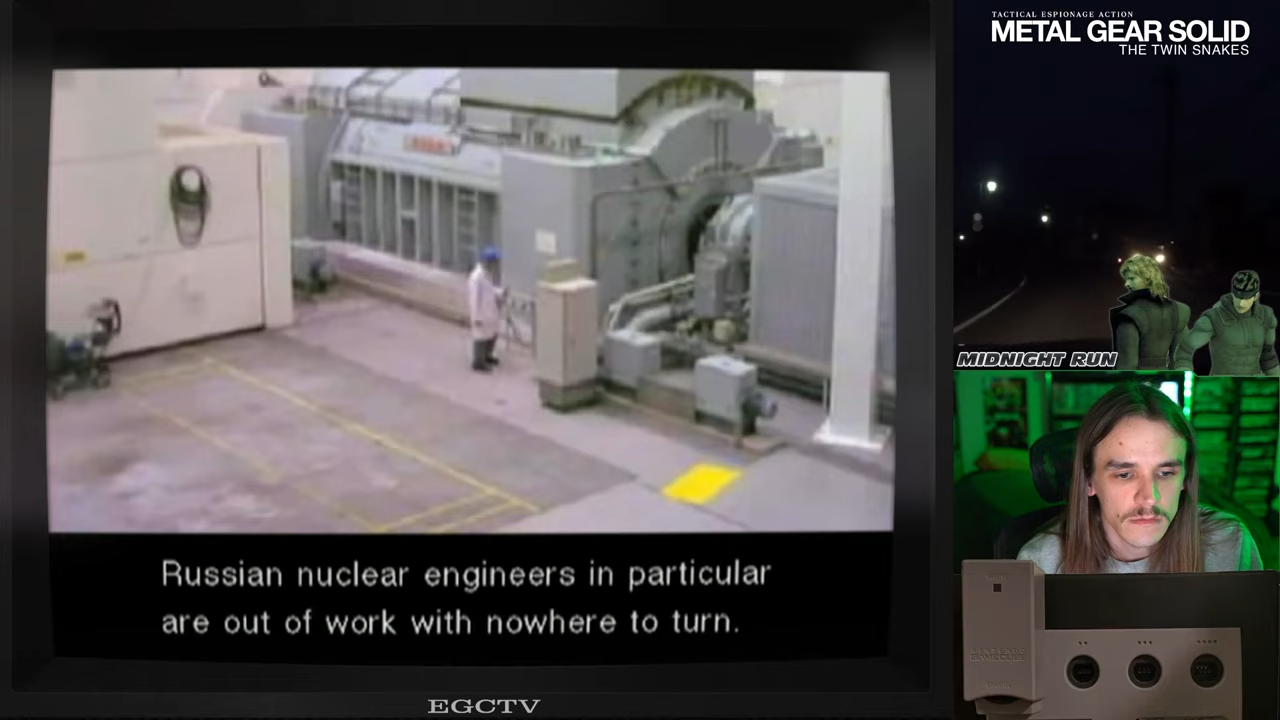 TACTICAL ESPIONAGE ACTION
METAL GEAR SOLID
THE TWIN SNAKES
MIDNIGHT RUN
Russian nuclear engineers in particular
are out of work with nowhere to turn.
EGCTV